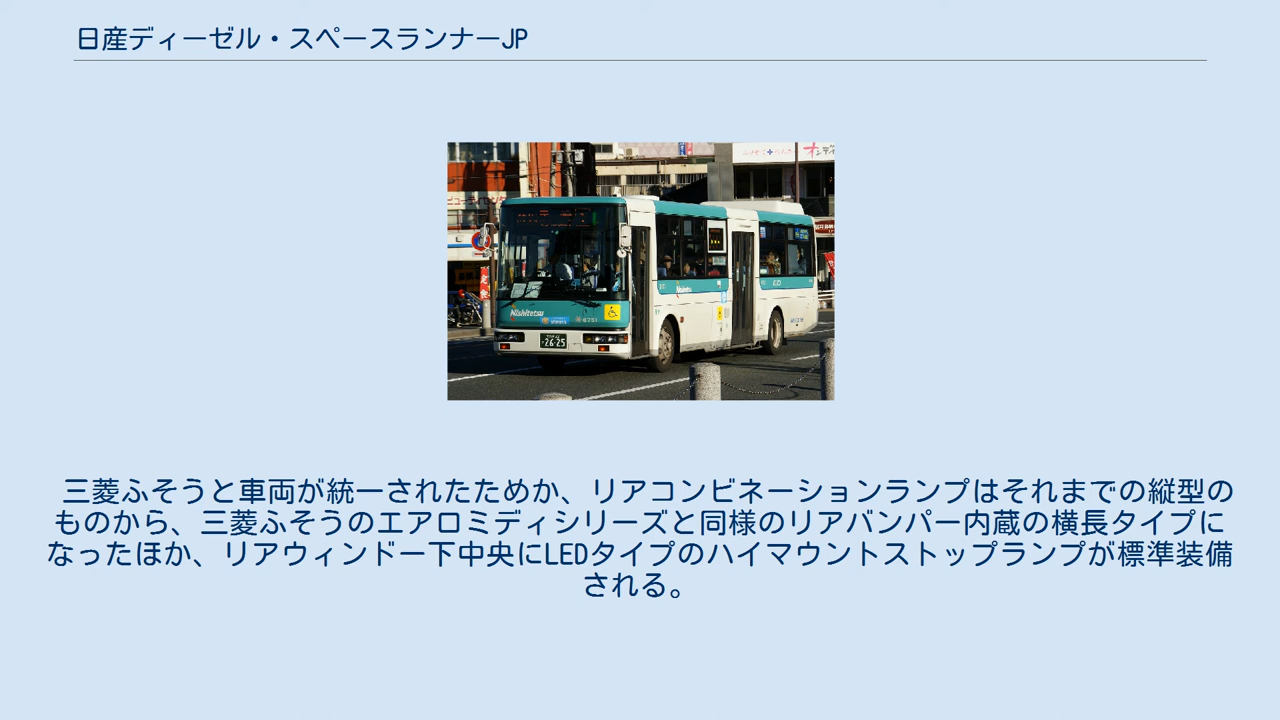 日産ディーゼル・スペースランナーJP
Nishitetsu
6751
26-25
三菱ふそうと車両が統一されたためか、リアコンビネーションランプはそれまでの縦型の
ものから、三菱ふそうのエアロミディシリーズと同様のリアバンパー内蔵の横長タイプに
なったほか、リアウィンドー下中央にLEDタイプのハイマウントストップランプが標準装備
される。